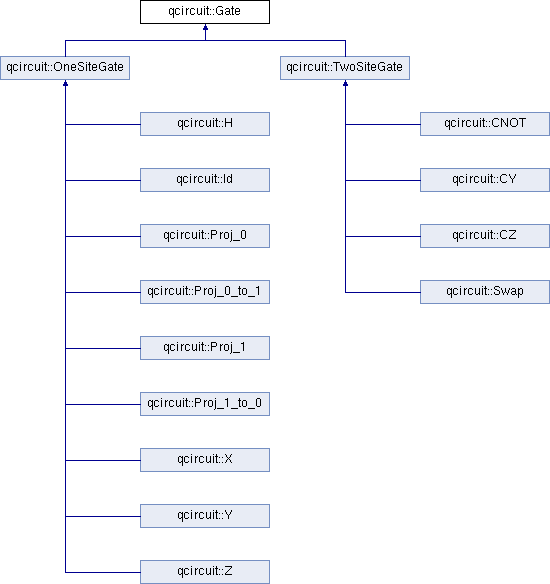 qcircuit::Gate
qcircuit::OneSiteGate
qcircuit::TwoSiteGate
qcircuit::H
qcircuit::CNOT
qcircuit::Id
qcircuit::CY
qcircuit::Proj_0
qcircuit::CZ
qcircuit::Proj_0_to_1
qcircuit::Swap
qcircuit::Proj_1
qcircuit::Proj_1_to_0
qcircuit::X
qcircuit::Y
qcircuit::Z